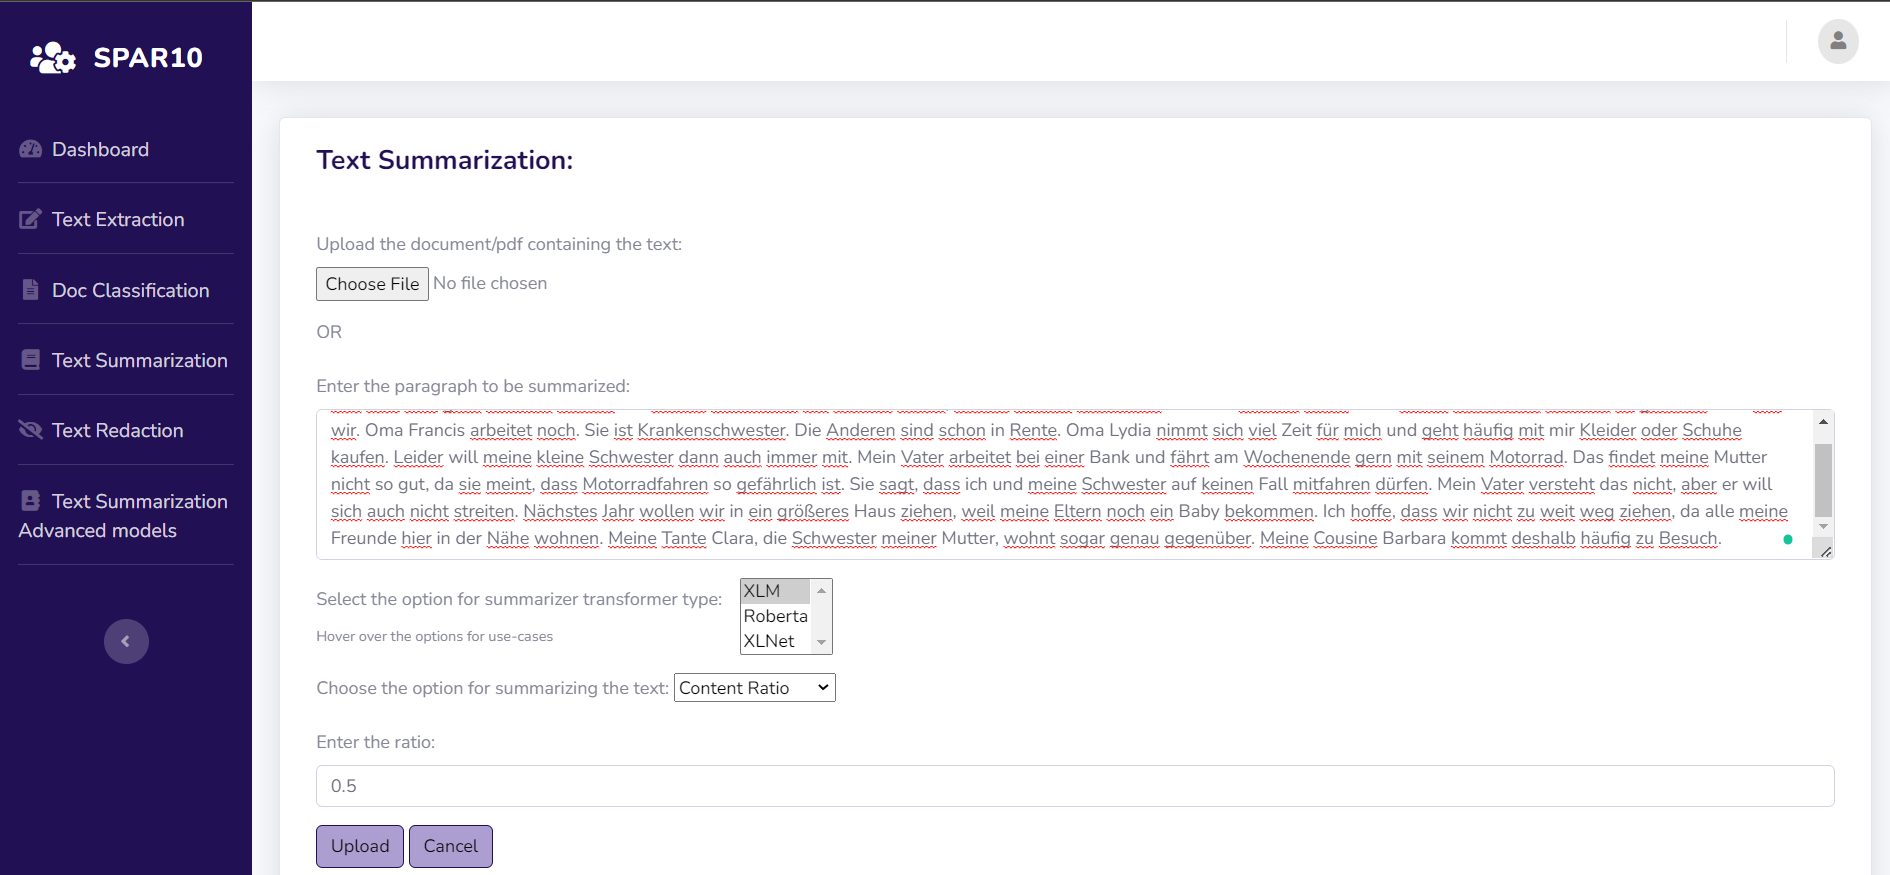 SPAR10
Dashboard
Text Extraction
Doc Classification
Text Summarization
Text Redaction
Text Summarization
Advanced models
Text Summarization:
Upload the document/pdf containing the text:
Choose File No file chosen
OR
Enter the paragraph to be summarized:
wir. Oma Francis arbeitet noch. Sie ist Krankenschwester. Die Anderen sind schon in Rente. Oma Lydia nimmt sich viel Zeit für mich und geht häufig mit mir Kleider oder Schuhe
kaufen. Leider will meine kleine Schwester dann auch immer mit. Mein Vater arbeitet bei einer Bank und fährt am Wochenende gern mit seinem Motorrad. Das findet meine Mutter
nicht so gut, da sie meint, dass Motorradfahren so gefährlich ist. Sie sagt, dass ich und meine Schwester auf keinen Fall mitfahren dürfen. Mein Vater versteht das nicht, aber er will
sich auch nicht streiten. Nächstes Jahr wollen wir in ein größeres Haus ziehen, weil meine Eltern noch ein Baby bekommen. Ich hoffe, dass wir nicht zu weit weg ziehen, da alle meine
Freunde hier in der Nähe wohnen. Meine Tante Clara, die Schwester meiner Mutter, wohnt sogar genau gegenüber. Meine Cousine Barbara kommt deshalb häufig zu Besuch.
Select the option for summarizer transformer type:
Hover over the options for use-cases
XLM
Roberta
XLNet
Choose the option for summarizing the text: Content Ratio
Enter the ratio:
0.5
Upload Cancel